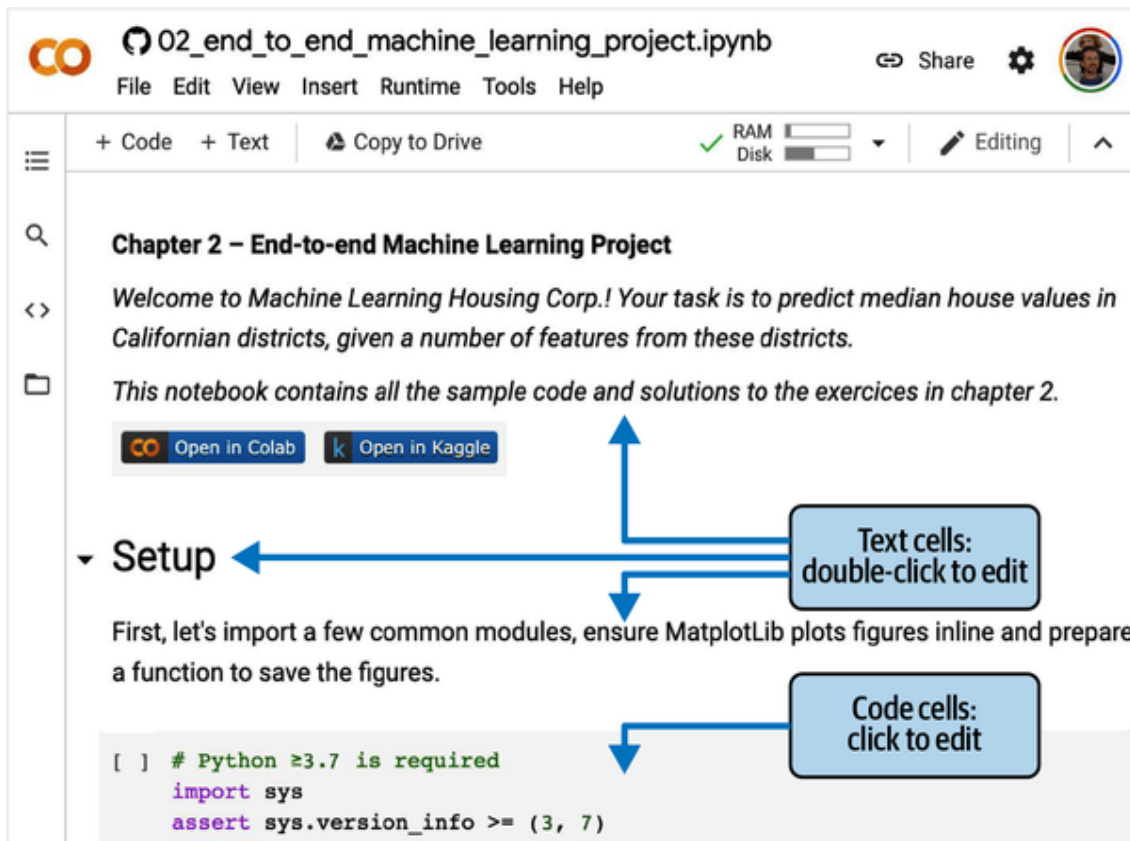 02_end_to_end_machine_learning_project.ipynb
Share
File Edit View Insert Runtime Tools Help
+ Code + Text Copy to Drive
RAM
Disk
Editing
Chapter 2 – End-to-end Machine Learning Project
Welcome to Machine Learning Housing Corp.! Your task is to predict median house values in
Californian districts, given a number of features from these districts.
This notebook contains all the sample code and solutions to the exercices in chapter 2.
Open in Colab k Open in Kaggle
Text cells:
double-click to edit
Setup
First, let's import a few common modules, ensure MatplotLib plots figures inline and prepare
a function to save the figures.
Code cells:
click to edit
[ ] # Python ≥3.7 is required
import sys
assert sys.version_info >= (3, 7)